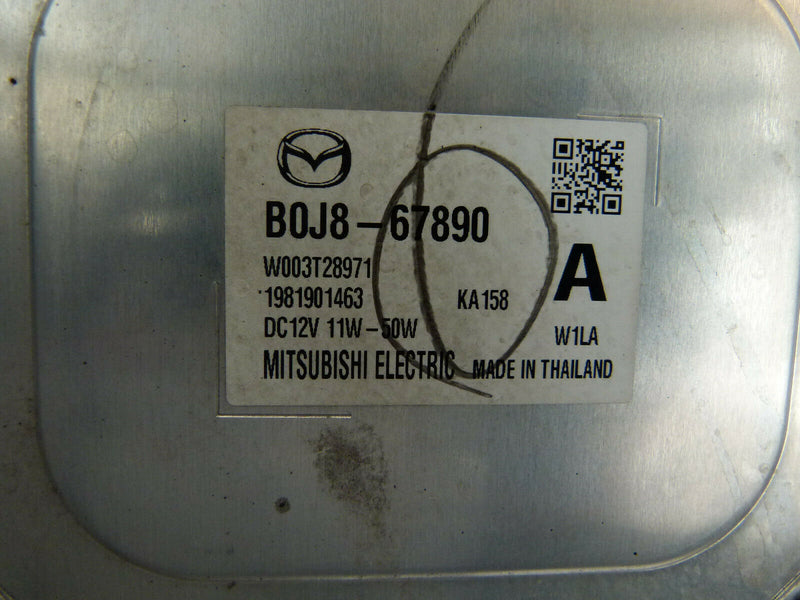 B0J8-67890
W003T28971
1981901463 KA158
DC12V 11W-50W
A
W1LA
MITSUBISHI ELECTRIC MADE IN THAILAND